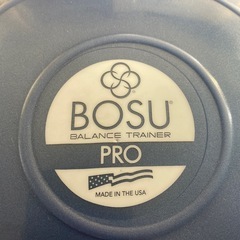 BOSU®
BALANCE TRAINER
PRO
MADE IN THE USA